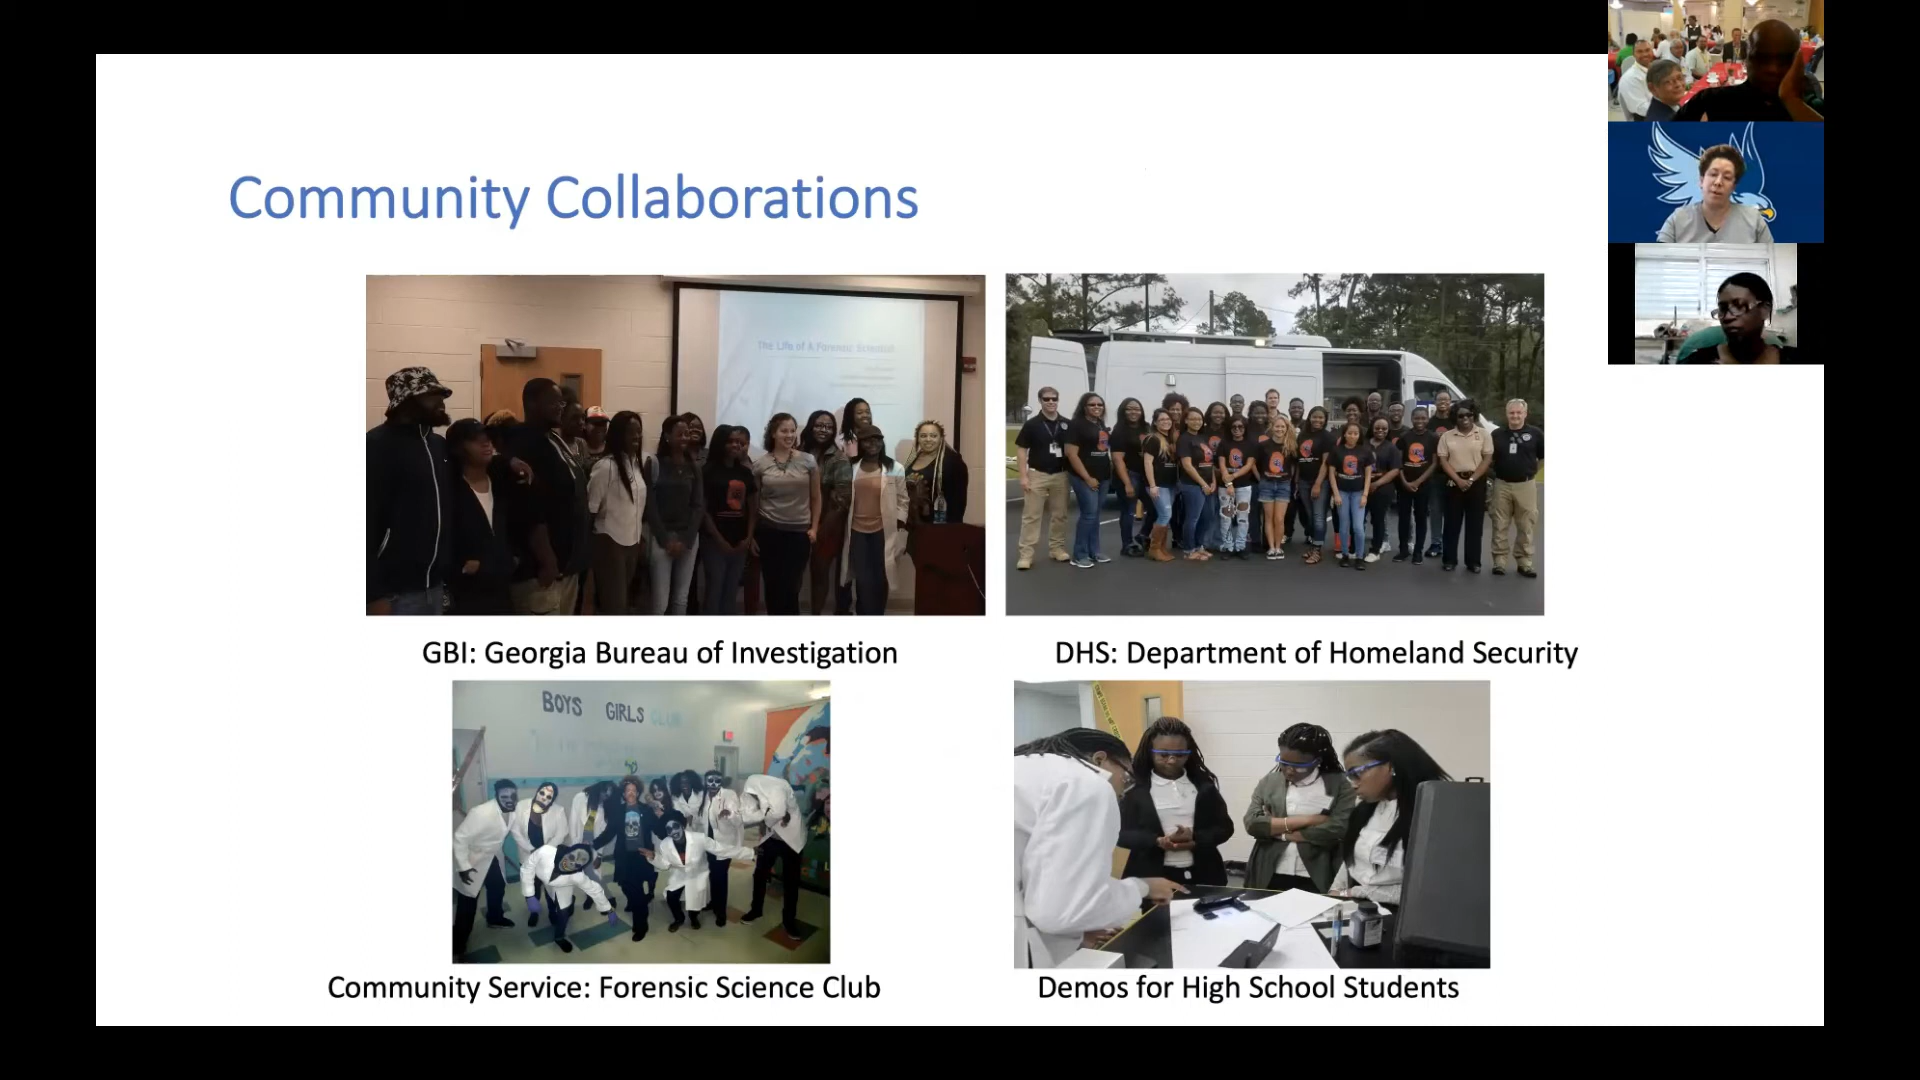 Community Collaborations
The Life of A Forensic Scientist
GBI: Georgia Bureau of Investigation
DHS: Department of Homeland Security
BOYS GIRLS CLUB
Community Service: Forensic Science Club
Demos for High School Students